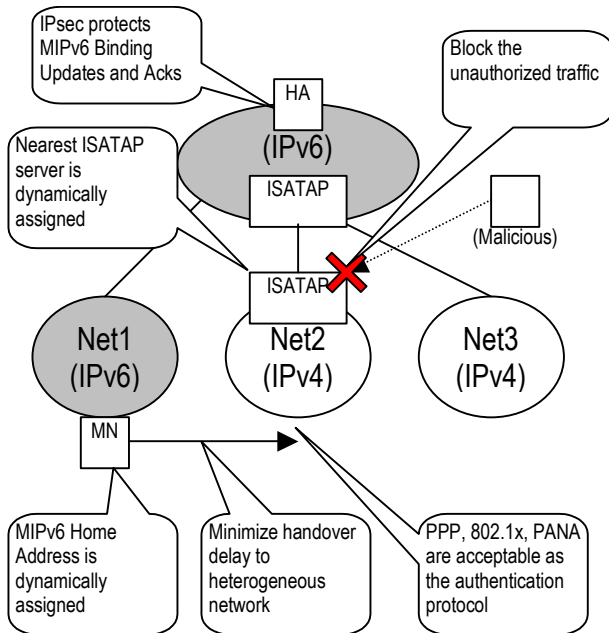 IPsec protects
MIPv6 Binding
Updates and Acks
Block the
unauthorized traffic
HA
(IPv6)
Nearest ISATAP
server is
dynamically
assigned
ISATAP
(Malicious)
ISATAP
Net1
(IPv6)
Net2
(IPv4)
Net3
(IPv4)
MN
MIPv6 Home
Address is
dynamically
assigned
Minimize handover
delay to
heterogeneous
network
PPP, 802.1x, PANA
are acceptable as
the authentication
protocol